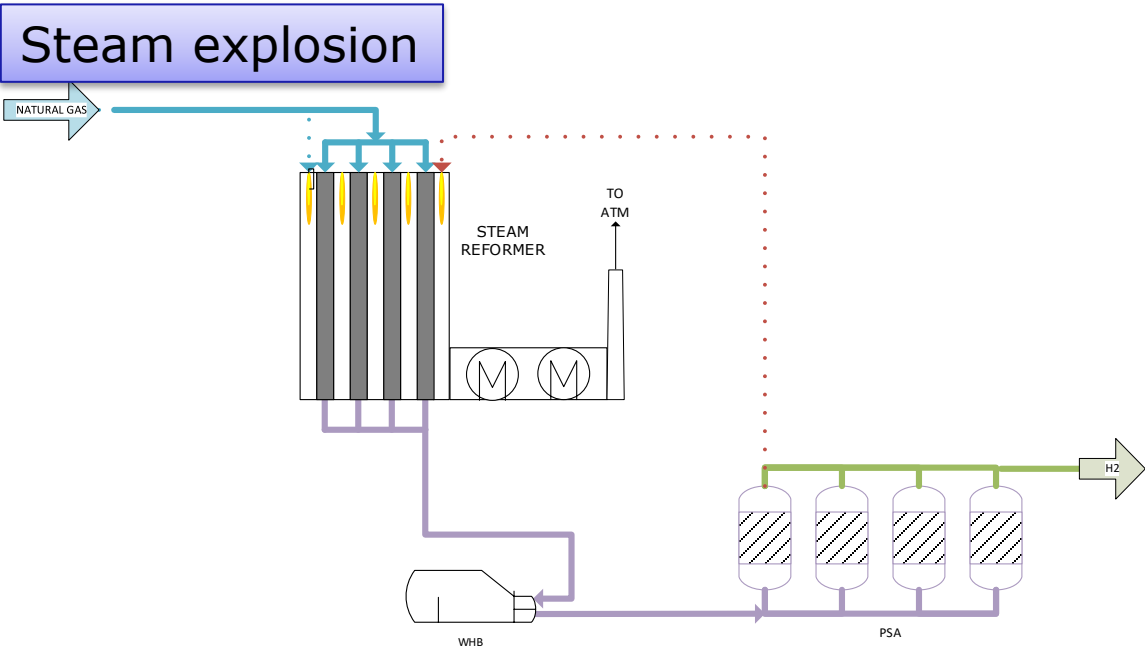 Steam explosion
NATURAL GAS
TO
ATM
STEAM
REFORMER
H2
PSA
WHB